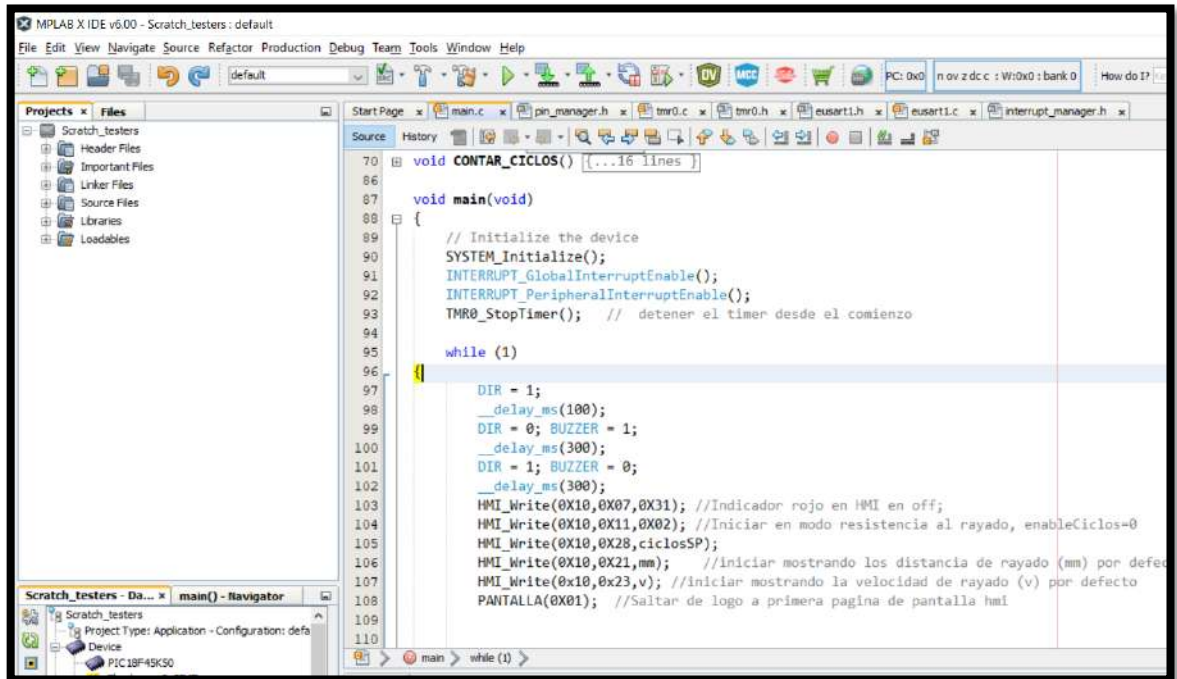 MPLAB X IDE v6.00 - Scratch_testers : default
File Edit View Navigate Source Refactor Production Debug Team Tools Window Help
default
PC: 0x0 n ov z dc c : W:0x0 : bank 0 How do I?
Projects x Files
Start Page x main.c x pin_manager.h x tmr0.c x tmr0.h x eusart1.h x eusart1.c x interrupt_manager.h x
Scratch_testers
Header Files
Important Files
Linker Files
Source Files
Libraries
Loadables
Source History
70 void CONTAR_CICLOS() {...16 lines }
86
87 void main(void)
88 {
89 // Initialize the device
90 SYSTEM_Initialize();
91 INTERRUPT_GlobalInterruptEnable();
92 INTERRUPT_PeripheralInterruptEnable();
93 TMR0_StopTimer(); // detener el timer desde el comienzo
94
95 while (1)
96 {
97 DIR = 1;
98 __delay_ms(100);
99 DIR = 0; BUZZER = 1;
100 __delay_ms(300);
101 DIR = 1; BUZZER = 0;
102 __delay_ms(300);
103 HMI_Write(0X10,0X07,0X31); //Indicador rojo en HMI en off;
104 HMI_Write(0X10,0X11,0X02); //Iniciar en modo resistencia al rayado, enableCiclos=0
105 HMI_Write(0X10,0X28,ciclosSP);
106 HMI_Write(0X10,0X21,mm); //iniciar mostrando los distancia de rayado (mm) por defec
107 HMI_Write(0x10,0x23,v); //iniciar mostrando la velocidad de rayado (v) por defecto
108 PANTALLA(0X01); //Saltar de logo a primera pagina de pantalla hmi
109
110
main while (1)
Scratch_testers - Da... x main() - Navigator
Scratch_testers
Project Type: Application - Configuration: defa
Device
PIC18F45K50